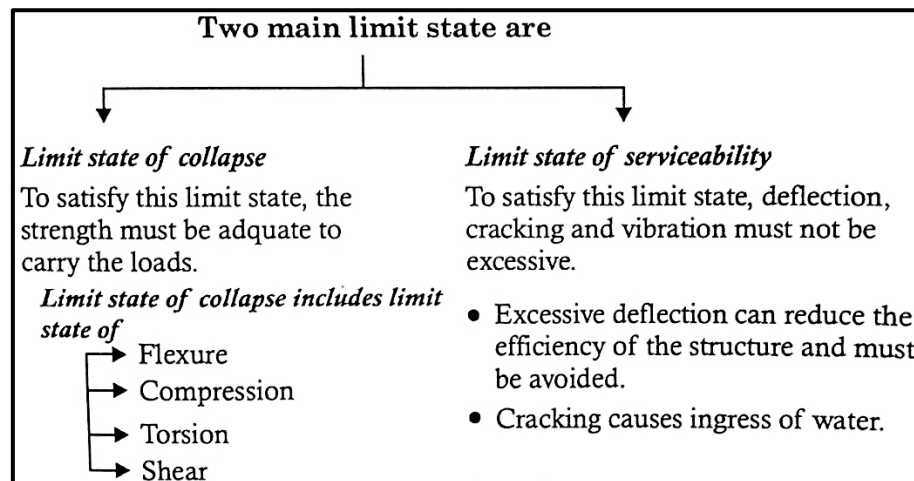 Two main limit state are
Limit state of collapse
To satisfy this limit state, the
strength must be adquate to
carry the loads.
Limit state of collapse includes limit
state of
Flexure
Compression
Torsion
Shear
Limit state of serviceability
To satisfy this limit state, deflection,
cracking and vibration must not be
excessive.
• Excessive deflection can reduce the
efficiency of the structure and must
be avoided.
• Cracking causes ingress of water.